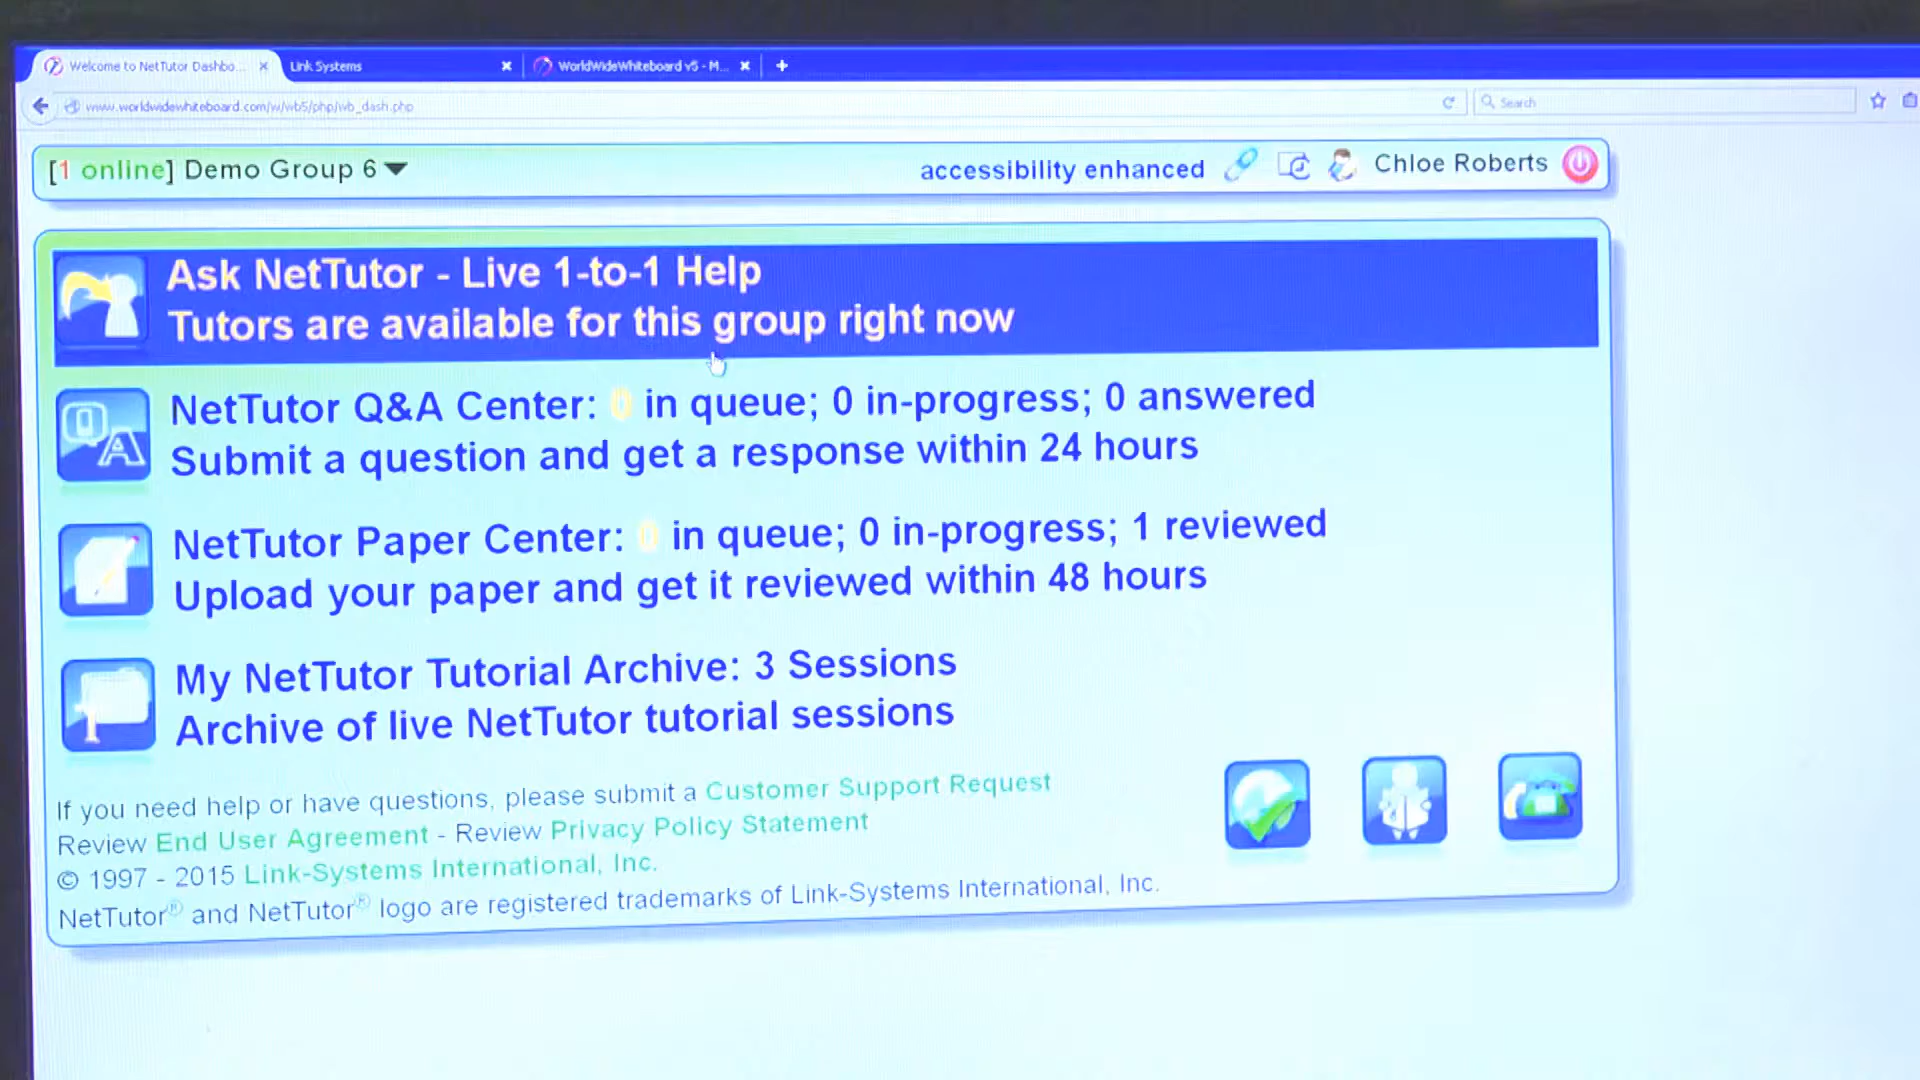 Welcome to NetTutor Dashbo...
Link Systems
WorldWideWhiteboard v5 - M...
www.worldwidewhiteboard.com/w/wb5/php/wb_dash.php
Search
[1 online] Demo Group 6
accessibility enhanced
Chloe Roberts
Ask NetTutor - Live 1-to-1 Help
Tutors are available for this group right now
NetTutor Q&A Center: 0 in queue; 0 in-progress; 0 answered
Submit a question and get a response within 24 hours
NetTutor Paper Center: 0 in queue; 0 in-progress; 1 reviewed
Upload your paper and get it reviewed within 48 hours
My NetTutor Tutorial Archive: 3 Sessions
Archive of live NetTutor tutorial sessions
If you need help or have questions, please submit a Customer Support Request
Review End User Agreement - Review Privacy Policy Statement
© 1997 - 2015 Link-Systems International, Inc.
NetTutor® and NetTutor® logo are registered trademarks of Link-Systems International, Inc.